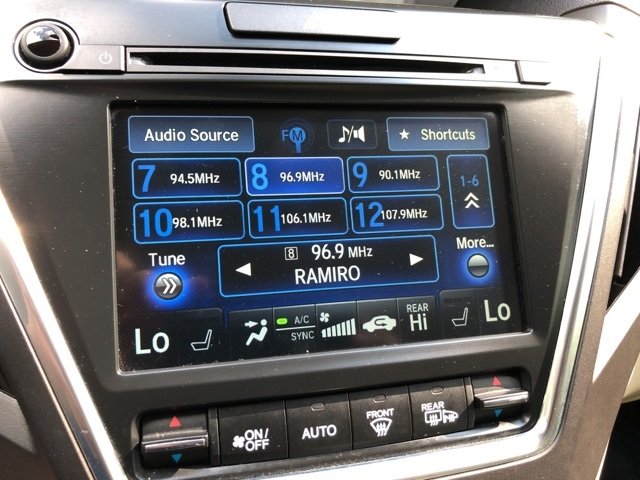 Audio Source FM ★ Shortcuts
7 94.5MHz 8 96.9MHz 9 90.1MHz 1-6
10 98.1MHz 11 106.1MHz 12 107.9MHz
Tune 8 96.9 MHz More...
RAMIRO
Lo A/C SYNC REAR Hi Lo
ON/OFF AUTO FRONT REAR